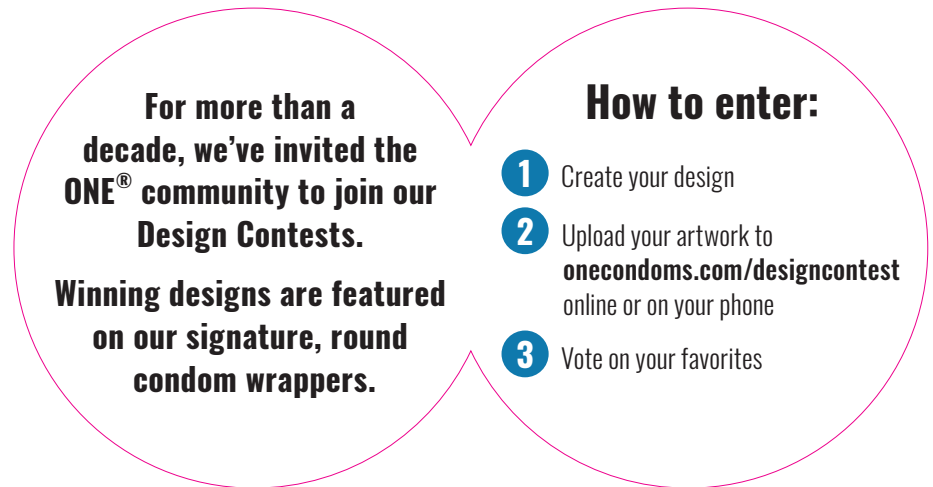 For more than a
decade, we’ve invited the
ONE® community to join our
Design Contests.
Winning designs are featured
on our signature, round
condom wrappers.
How to enter:
1 Create your design
2 Upload your artwork to
onecondoms.com/designcontest
online or on your phone
3 Vote on your favorites